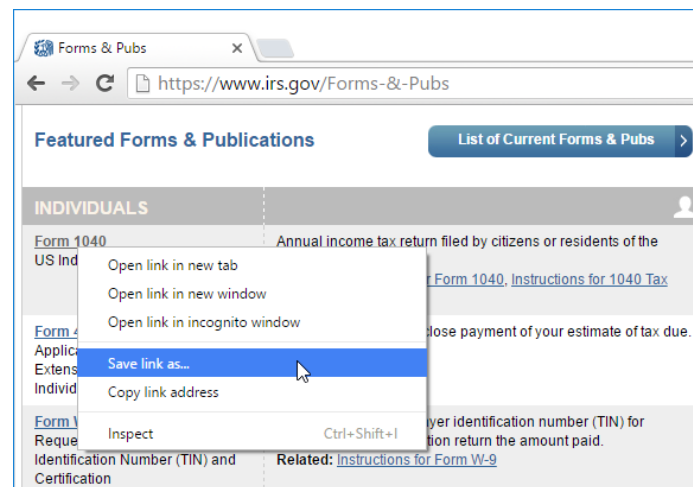 Forms & Pubs
https://www.irs.gov/Forms-&-Pubs
Featured Forms & Publications
List of Current Forms & Pubs
INDIVIDUALS
Form 1040
US Ind
Annual income tax return filed by citizens or residents of the
Form 1040, Instructions for 1040 Tax
Open link in new tab
Open link in new window
Open link in incognito window
Save link as...
Copy link address
Inspect Ctrl+Shift+I
Form 4
Applica
Extens
Individ
close payment of your estimate of tax due.
Form
Reque
Identification Number (TIN) and
Certification
yer identification number (TIN) for
tion return the amount paid.
Related: Instructions for Form W-9